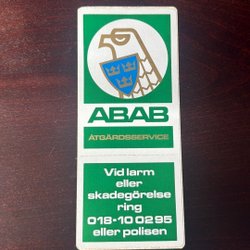 ABAB
ÅTGÄRDSSERVICE
Vid larm
eller
skadegörelse
ring
018-10 02 95
eller polisen